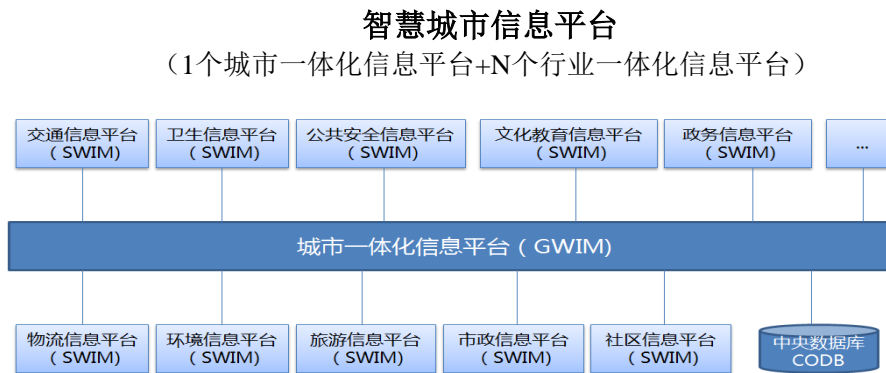 智慧城市信息平台
（1个城市一体化信息平台+N个行业一体化信息平台）
交通信息平台
（SWIM)
卫生信息平台
（SWIM)
公共安全信息平台
（SWIM)
文化教育信息平台
（SWIM)
政务信息平台
（SWIM)
...
城市一体化信息平台（GWIM)
物流信息平台
（SWIM)
环境信息平台
（SWIM)
旅游信息平台
（SWIM)
市政信息平台
（SWIM)
社区信息平台
（SWIM)
中央数据库
CODB